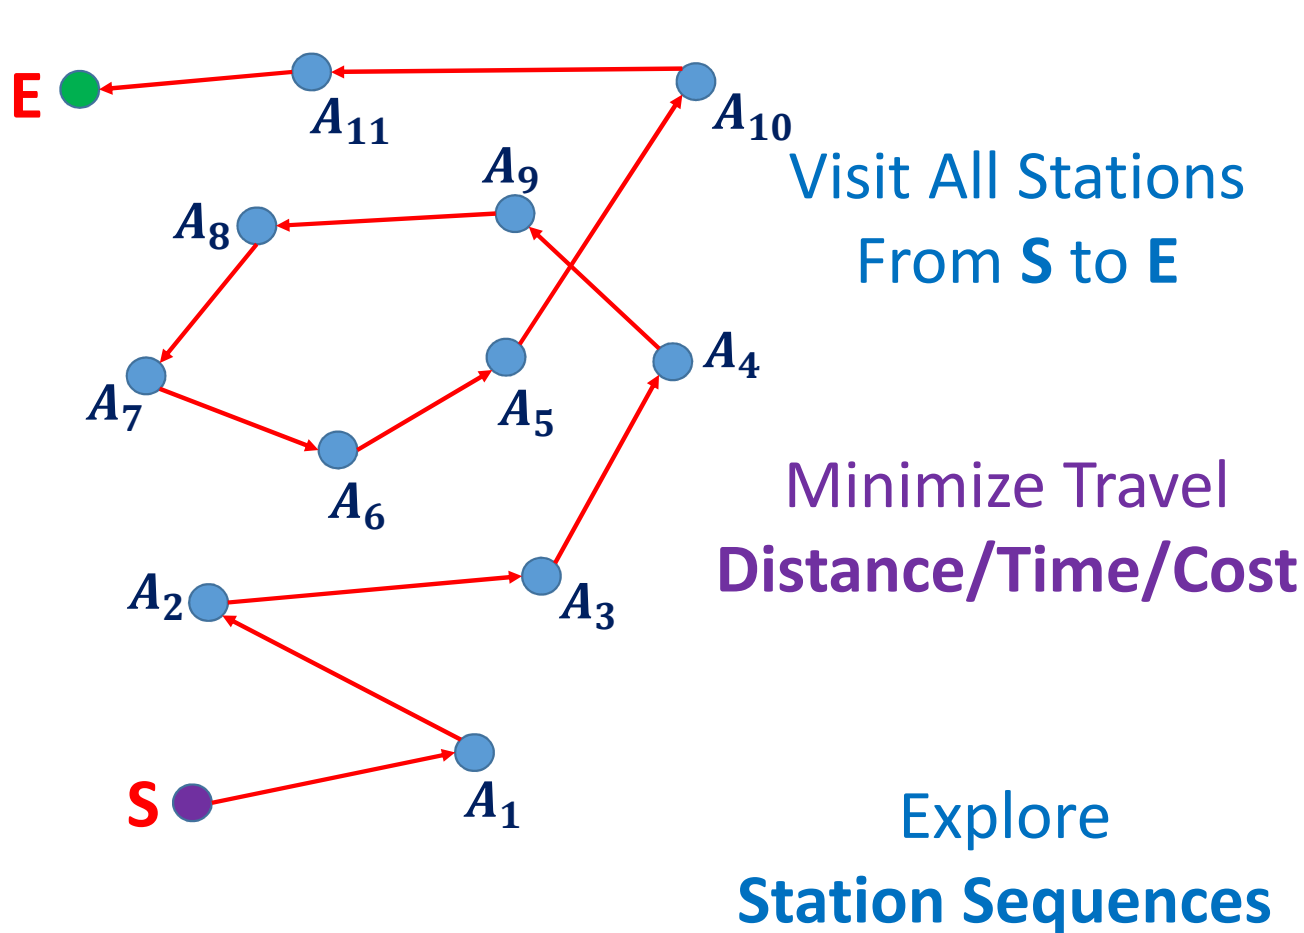 E
A₁₁
A₁₀
Visit All Stations
From S to E
A₉
A₈
A₄
A₇
A₅
A₆
Minimize Travel
Distance/Time/Cost
A₂
A₃
S
A₁
Explore
Station Sequences